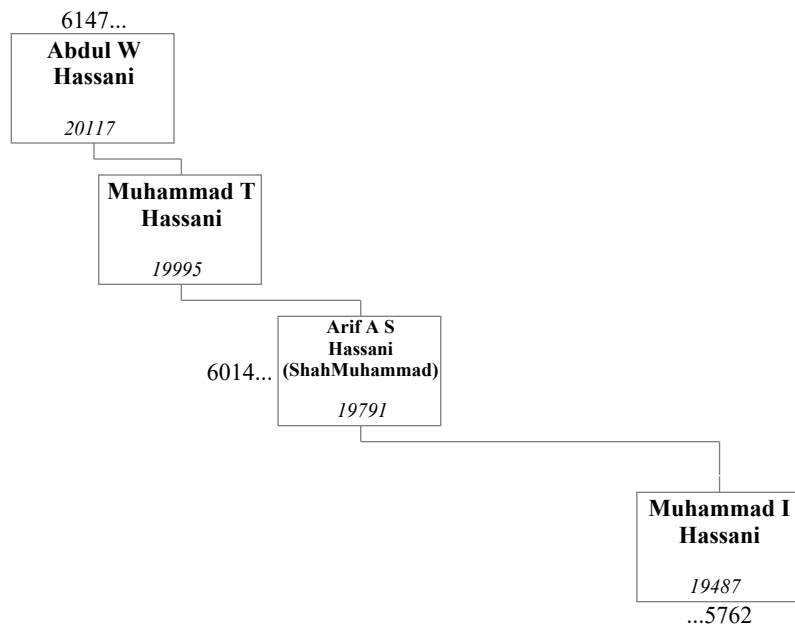 6147...
Abdul W
Hassani
20117
Muhammad T
Hassani
19995
Arif A S
Hassani
(ShahMuhammad)
6014...
19791
Muhammad I
Hassani
19487
...5762